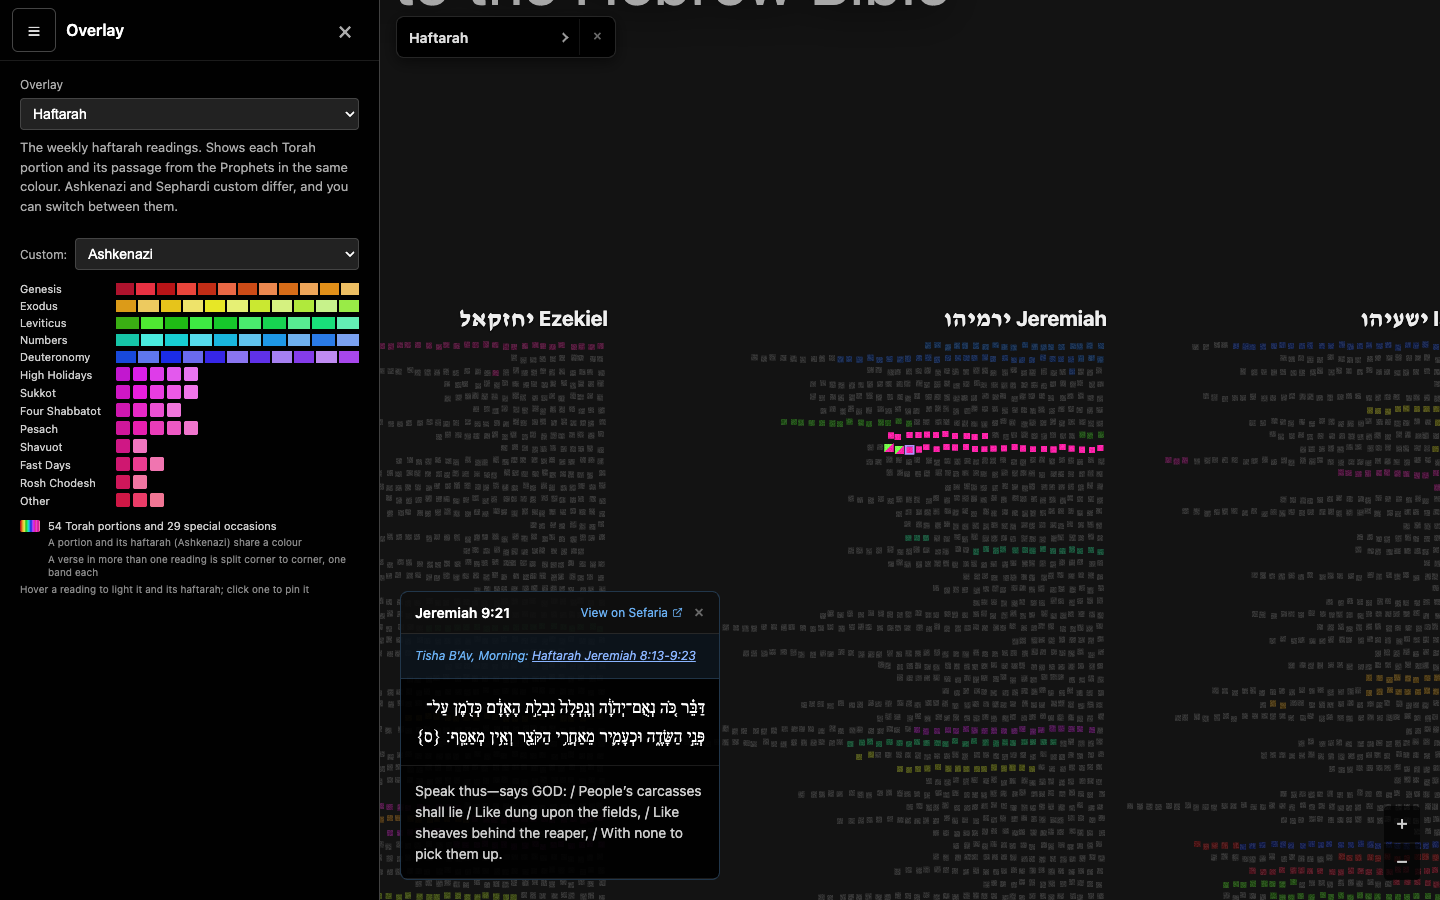 to the Hebrew Bible
Overlay
Haftarah
Overlay
Haftarah
The weekly haftarah readings. Shows each Torah
portion and its passage from the Prophets in the same
colour. Ashkenazi and Sephardi custom differ, and you
can switch between them.
Custom:
Ashkenazi
Genesis
Exodus
Leviticus
Numbers
Deuteronomy
High Holidays
Sukkot
Four Shabbatot
Pesach
Shavuot
Fast Days
Rosh Chodesh
Other
54 Torah portions and 29 special occasions
A portion and its haftarah (Ashkenazi) share a colour
A verse in more than one reading is split corner to corner, one
band each
Hover a reading to light it and its haftarah; click one to pin it
יחזקאל Ezekiel
ירמיהו Jeremiah
ישעיהו
Jeremiah 9:21
View on Sefaria
Tisha B'Av, Morning: Haftarah Jeremiah 8:13-9:23
דַּבֵּ֗ר כֹּ֚ה נְאֻם־יְהֹוָ֔ה וְנָֽפְלָה֙ נִבְלַ֣ת הָאָדָ֔ם כְּדֹ֖מֶן עַל־
פְּנֵ֣י הַשָּׂדֶ֑ה וּכְעָמִ֛יר מֵאַחֲרֵ֥י הַקֹּצֵ֖ר וְאֵ֥ין מְאַסֵּֽף׃ {ס}
Speak thus—says GOD: / People’s carcasses
shall lie / Like dung upon the fields, / Like
sheaves behind the reaper, / With none to
pick them up.